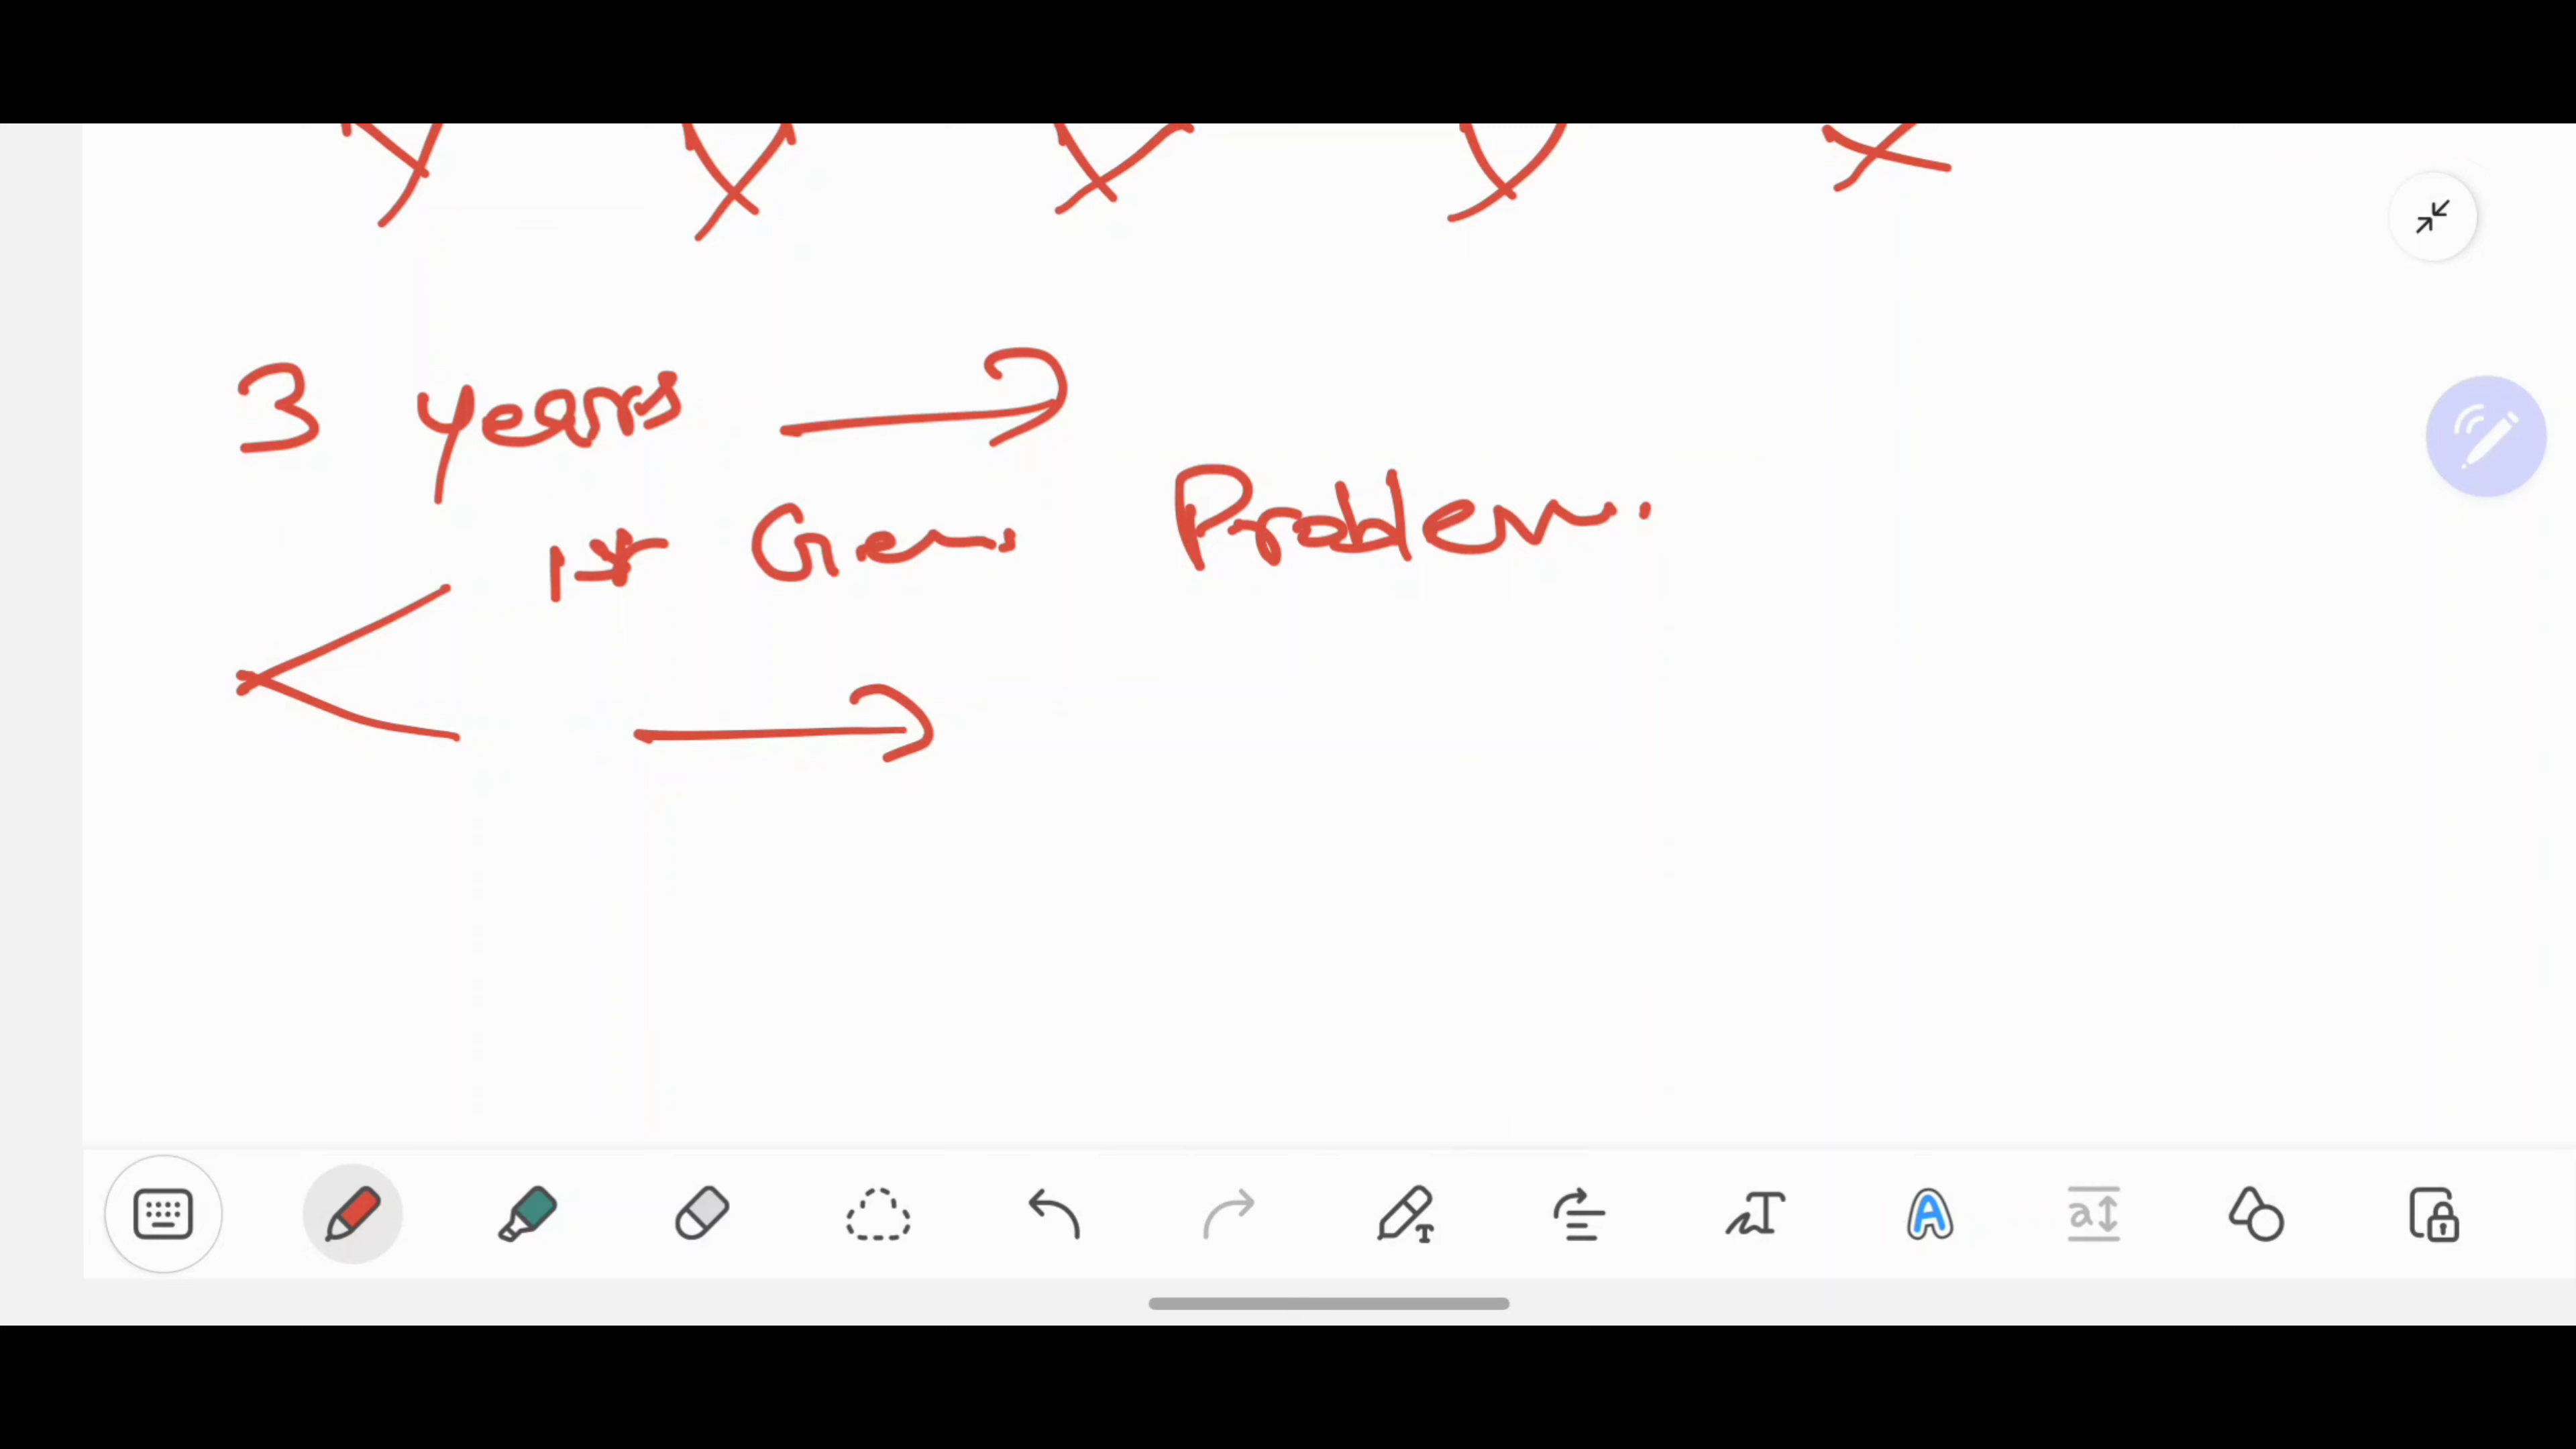 3 years →
1st Gen. Problem.
→